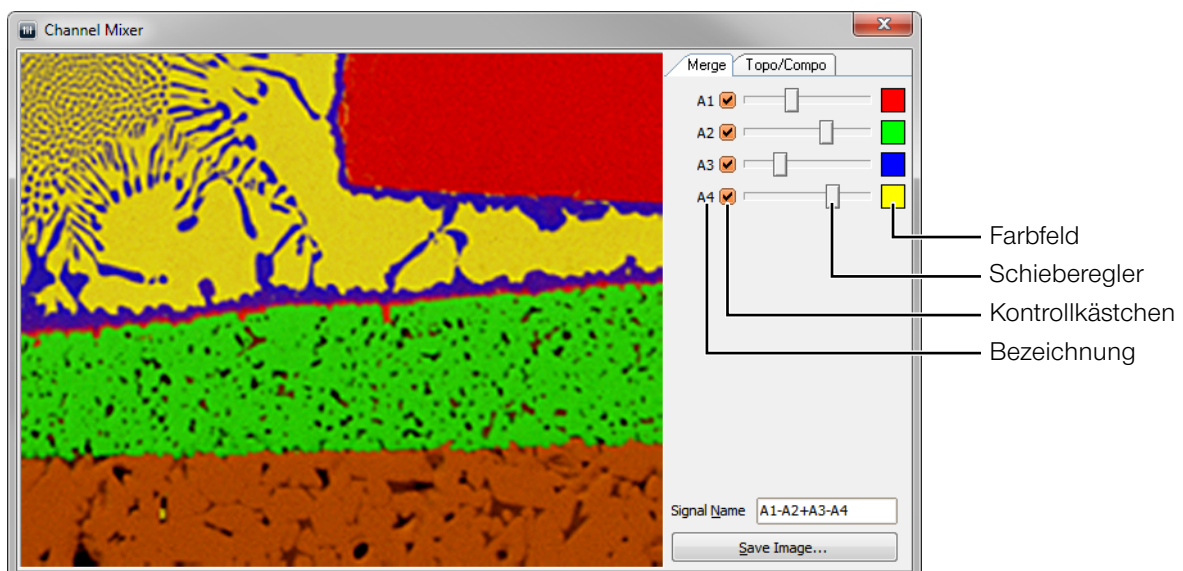 Channel Mixer
Merge Topo/Compo
A1
A2
A3
A4
Farbfeld
Schieberegler
Kontrollkästchen
Bezeichnung
Signal Name A1-A2+A3-A4
Save Image...